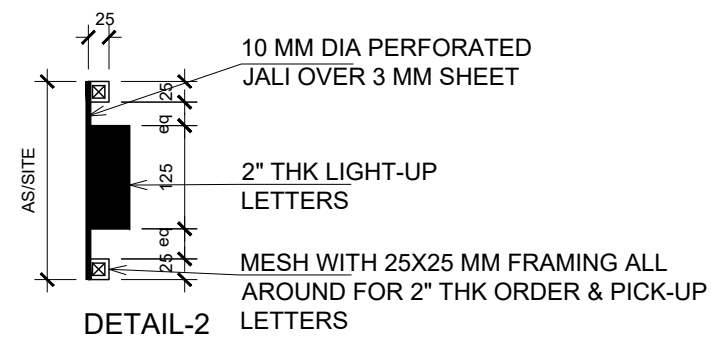 25
10 MM DIA PERFORATED
JALI OVER 3 MM SHEET
25
eq
AS/SITE
125
2" THK LIGHT-UP
LETTERS
eq
25
MESH WITH 25X25 MM FRAMING ALL
AROUND FOR 2" THK ORDER & PICK-UP
LETTERS
DETAIL-2